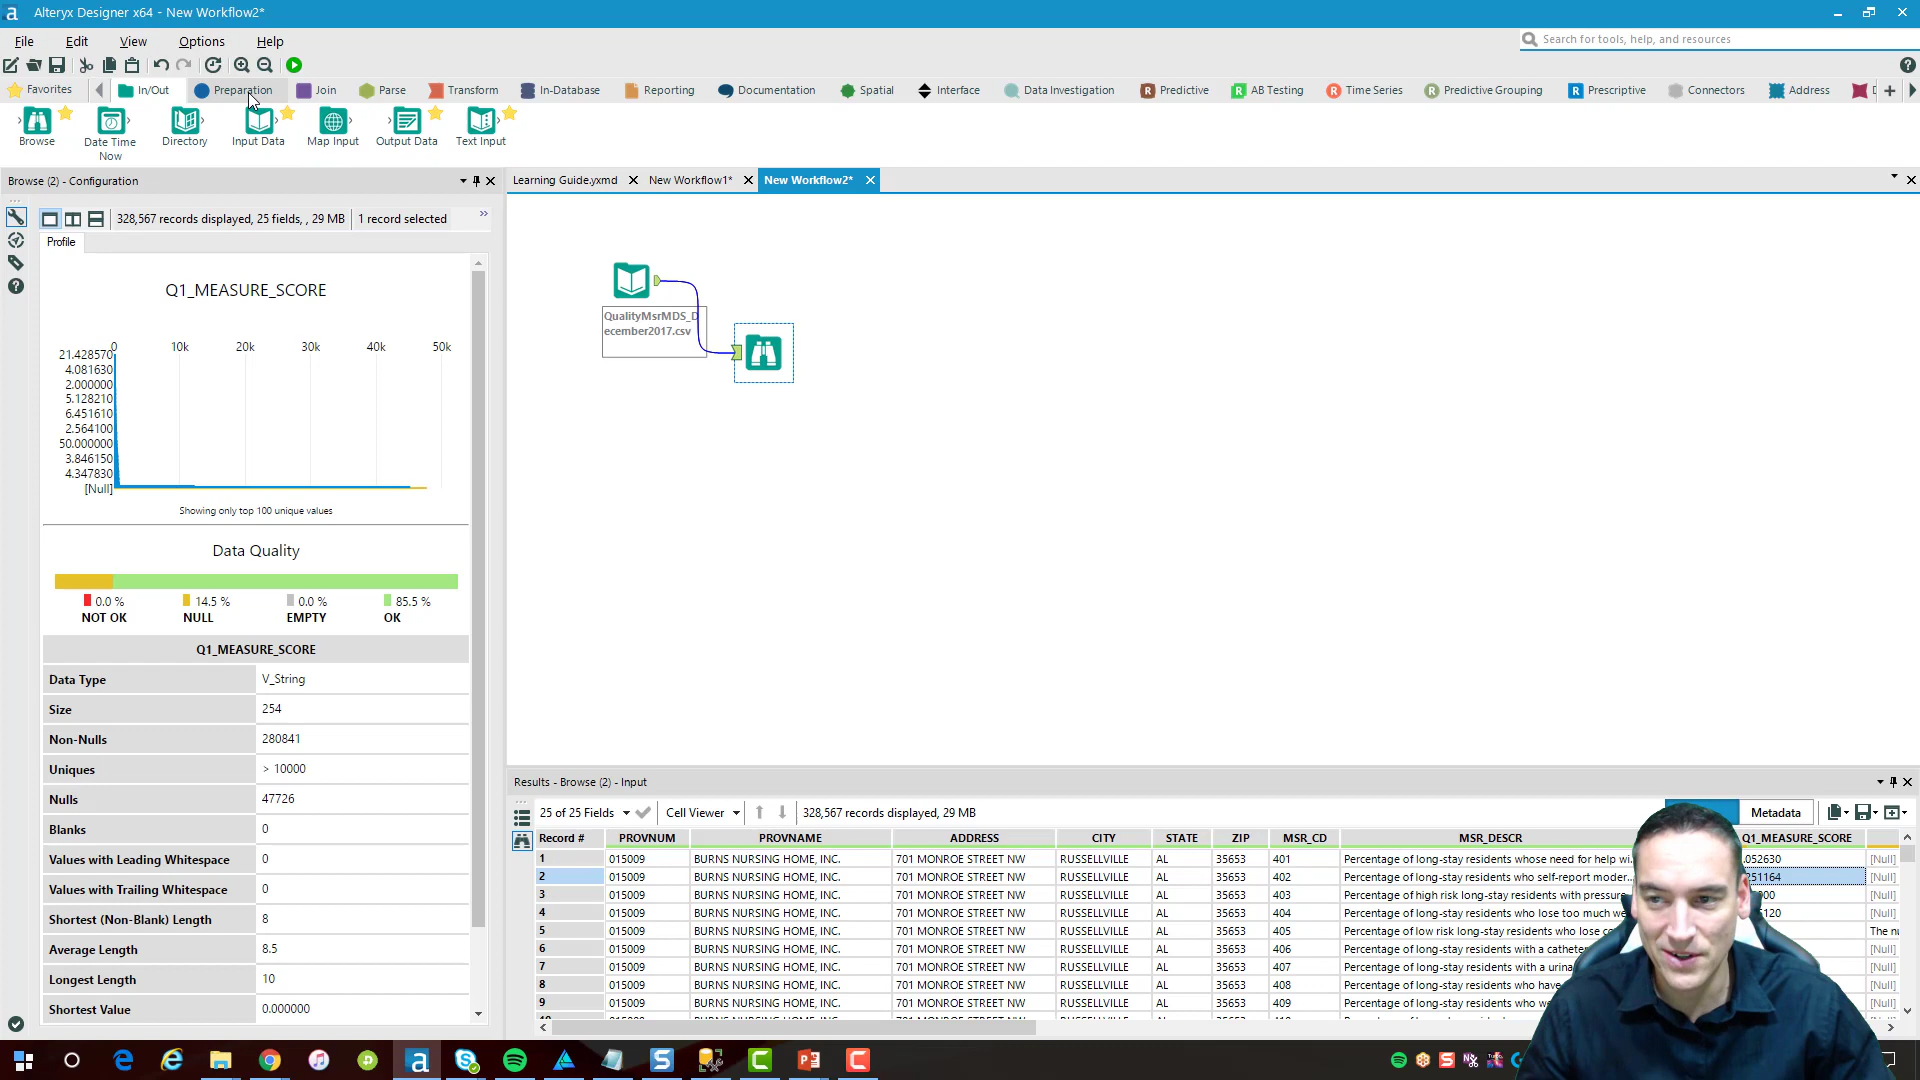 Alteryx Designer x64 - New Workflow2*
File Edit View Options Help
Search for tools, help, and resources
Favorites In/Out Preparation Join Parse Transform In-Database Reporting Documentation Spatial Interface Data Investigation Predictive AB Testing Time Series Predictive Grouping Prescriptive Connectors Address
Browse Date Time Now Directory Input Data Map Input Output Data Text Input
Browse (2) - Configuration
Learning Guide.yxmd New Workflow1* New Workflow2*
328,567 records displayed, 25 fields, , 29 MB 1 record selected
Profile
Q1_MEASURE_SCORE
0 10k 20k 30k 40k 50k
21.428570
4.081630
2.000000
5.128210
6.451610
2.564100
50.000000
3.846150
4.347830
[Null]
Showing only top 100 unique values
Data Quality
0.0 % 14.5 % 0.0 % 85.5 %
NOT OK NULL EMPTY OK
Q1_MEASURE_SCORE
Data Type V_String
Size 254
Non-Nulls 280841
Uniques > 10000
Nulls 47726
Blanks 0
Values with Leading Whitespace 0
Values with Trailing Whitespace 0
Shortest (Non-Blank) Length 8
Average Length 8.5
Longest Length 10
Shortest Value 0.000000
QualityMsrMDS_D
ecember2017.csv
Results - Browse (2) - Input
25 of 25 Fields Cell Viewer 328,567 records displayed, 29 MB Metadata
Record # PROVNUM PROVNAME ADDRESS CITY STATE ZIP MSR_CD MSR_DESCR Q1_MEASURE_SCORE
1 015009 BURNS NURSING HOME, INC. 701 MONROE STREET NW RUSSELLVILLE AL 35653 401 Percentage of long-stay residents whose need for help wi... .052630 [Null]
2 015009 BURNS NURSING HOME, INC. 701 MONROE STREET NW RUSSELLVILLE AL 35653 402 Percentage of long-stay residents who self-report moder... 251164 [Null]
3 015009 BURNS NURSING HOME, INC. 701 MONROE STREET NW RUSSELLVILLE AL 35653 403 Percentage of high risk long-stay residents with pressure [Null]
4 015009 BURNS NURSING HOME, INC. 701 MONROE STREET NW RUSSELLVILLE AL 35653 404 Percentage of long-stay residents who lose too much we 5120 [Null]
5 015009 BURNS NURSING HOME, INC. 701 MONROE STREET NW RUSSELLVILLE AL 35653 405 Percentage of low risk long-stay residents who lose co The nu
6 015009 BURNS NURSING HOME, INC. 701 MONROE STREET NW RUSSELLVILLE AL 35653 406 Percentage of long-stay residents with a cathete [Null]
7 015009 BURNS NURSING HOME, INC. 701 MONROE STREET NW RUSSELLVILLE AL 35653 407 Percentage of long-stay residents with a urina [Null]
8 015009 BURNS NURSING HOME, INC. 701 MONROE STREET NW RUSSELLVILLE AL 35653 408 Percentage of long-stay residents who have [Null]
9 015009 BURNS NURSING HOME, INC. 701 MONROE STREET NW RUSSELLVILLE AL 35653 409 Percentage of long-stay residents who we [Null]